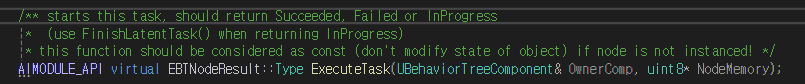 /** starts this task, should return Succeeded, Failed or InProgress
* (use FinishLatentTask() when returning InProgress)
* this function should be considered as const (don't modify state of object) if node is not instanced! */
AIMODULE_API virtual EBTNodeResult::Type ExecuteTask(UBehaviorTreeComponent& OwnerComp, uint8* NodeMemory);